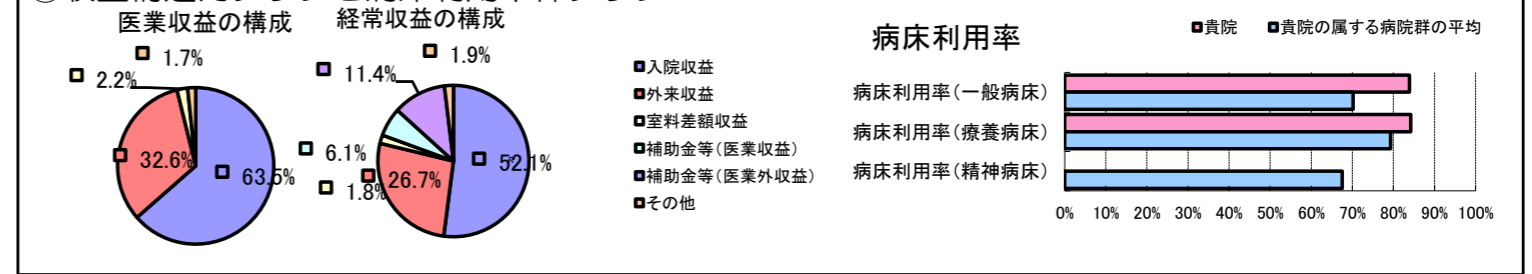 医業収益の構成
1.7%
2.2%
32.6%
63.5%
経常収益の構成
1.9%
11.4%
6.1%
1.8%
26.7%
52.1%
入院収益
外来収益
室料差額収益
補助金等(医業収益)
補助金等(医業外収益)
その他
病床利用率
貴院 貴院の属する病院群の平均
病床利用率(一般病床)
病床利用率(療養病床)
病床利用率(精神病床)
0% 10% 20% 30% 40% 50% 60% 70% 80% 90% 100%